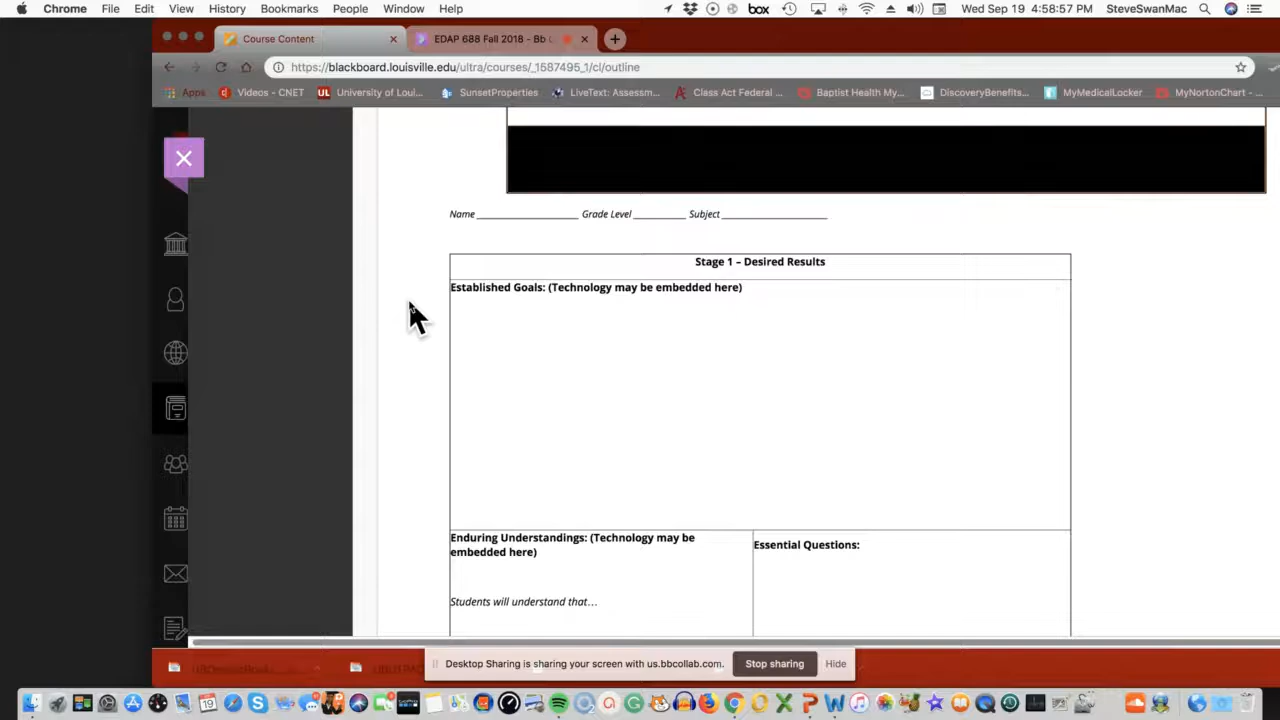 Chrome File Edit View History Bookmarks People Window Help box Wed Sep 19 4:58:57 PM SteveSwanMac
Course Content EDAP 688 Fall 2018 - Bb
https://blackboard.louisville.edu/ultra/courses/_1587495_1/cl/outline
Apps Videos - CNET UL University of Loui... SunsetProperties LiveText: Assessm... Class Act Federal ... Baptist Health My... DiscoveryBenefits... MyMedicalLocker MyNortonChart - ...
Name Grade Level Subject
Stage 1 – Desired Results
Established Goals: (Technology may be embedded here)
Enduring Understandings: (Technology may be
embedded here)
Essential Questions:
Students will understand that…
Desktop Sharing is sharing your screen with us.bbcollab.com. Stop sharing Hide
19